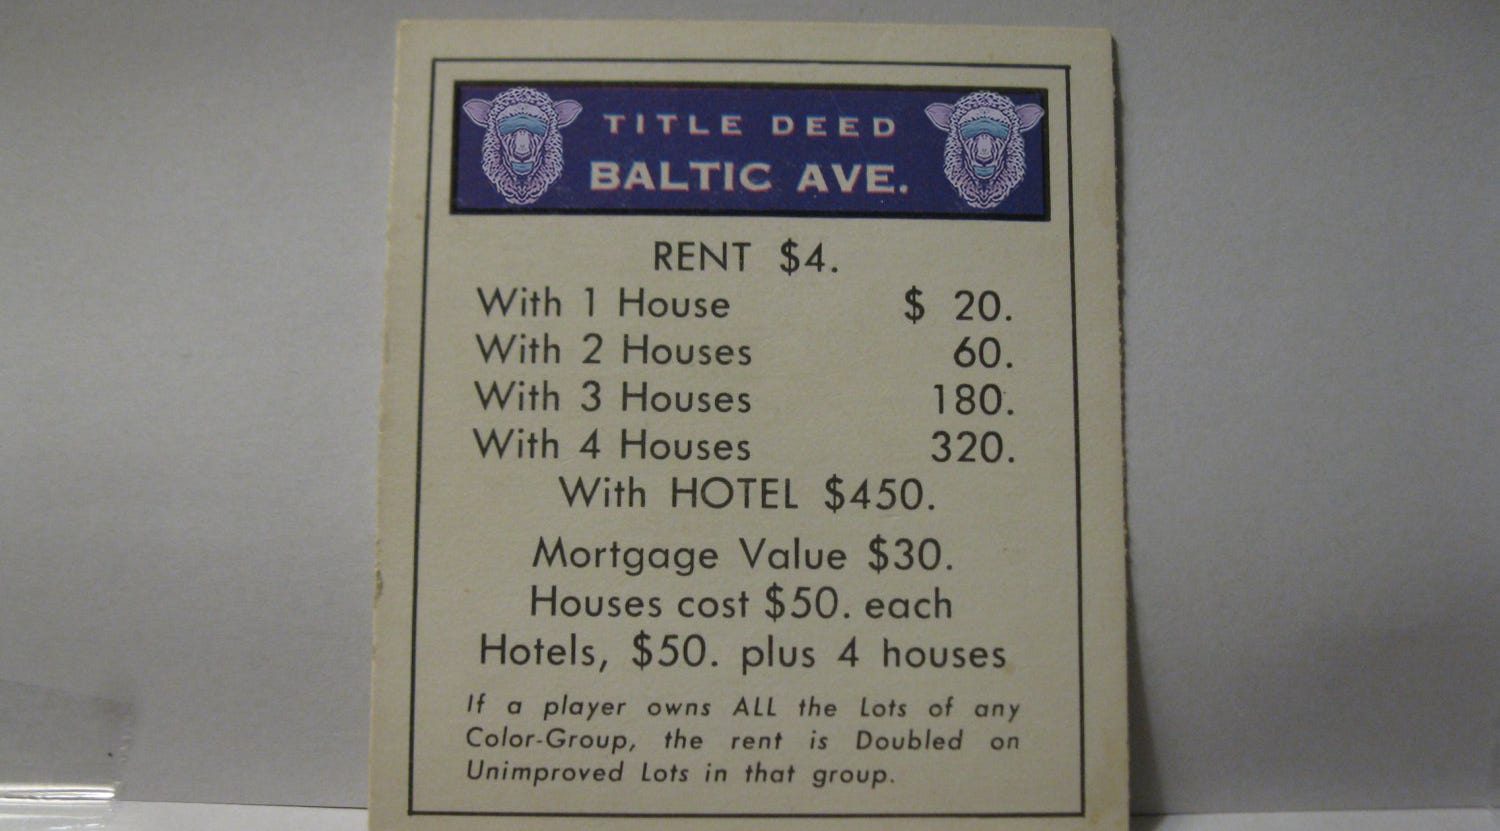 TITLE DEED
BALTIC AVE.
RENT $4.
With 1 House $ 20.
With 2 Houses 60.
With 3 Houses 180.
With 4 Houses 320.
With HOTEL $450.
Mortgage Value $30.
Houses cost $50. each
Hotels, $50. plus 4 houses
If a player owns ALL the Lots of any
Color-Group, the rent is Doubled on
Unimproved Lots in that group.